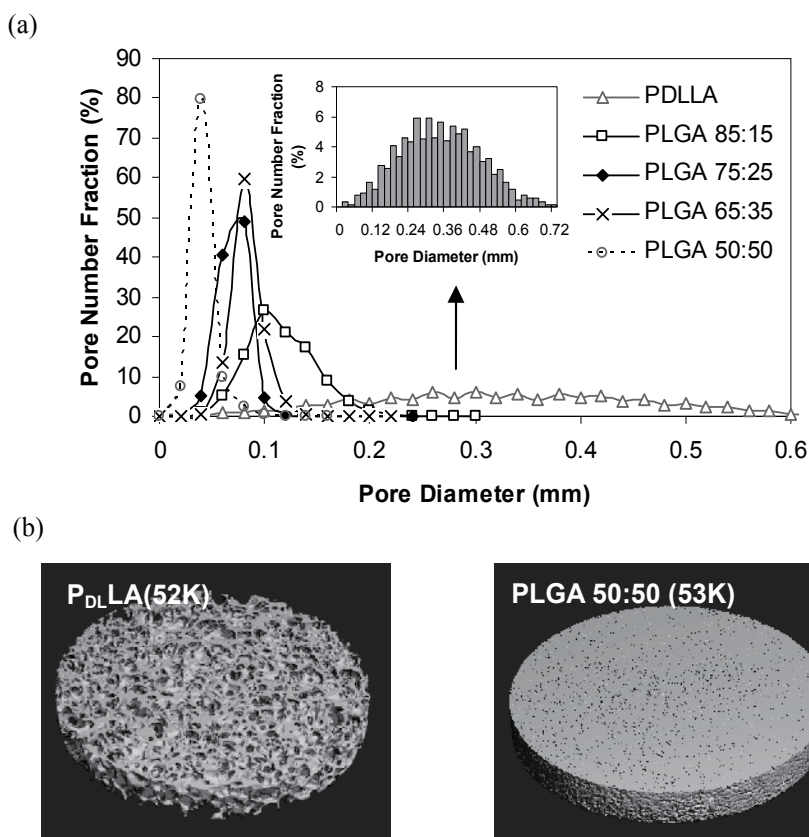 (a)
90
80
70
60
50
40
30
20
10
0
Pore Number Fraction (%)
0
0.1
0.2
0.3
0.4
0.5
0.6
Pore Diameter (mm)
8
6
4
2
0
Pore Number Fraction
(%)
0
0.12
0.24
0.36
0.48
0.6
0.72
Pore Diameter (mm)
PDLLA
PLGA 85:15
PLGA 75:25
PLGA 65:35
PLGA 50:50
(b)
PDLLA(52K)
PLGA 50:50 (53K)